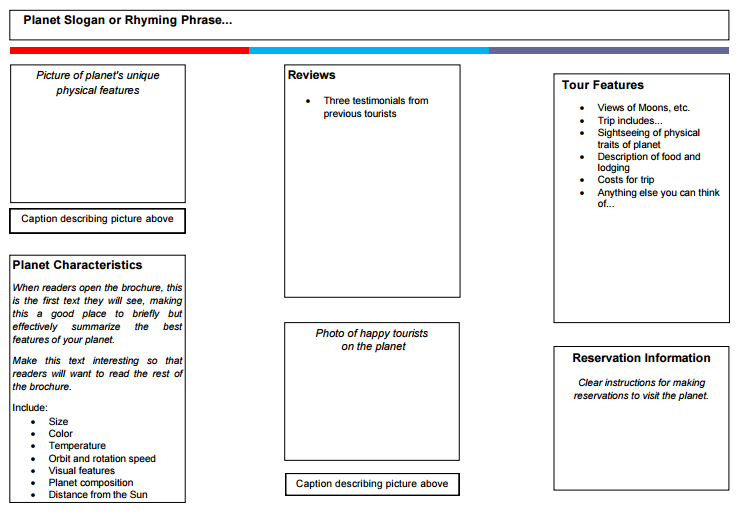 Planet Slogan or Rhyming Phrase...
Picture of planet's unique
physical features
Caption describing picture above
Planet Characteristics
When readers open the brochure, this
is the first text they will see, making
this a good place to briefly but
effectively summarize the best
features of your planet.
Make this text interesting so that
readers will want to read the rest of
the brochure.
Include:
• Size
• Color
• Temperature
• Orbit and rotation speed
• Visual features
• Planet composition
• Distance from the Sun
Reviews
• Three testimonials from
previous tourists
Photo of happy tourists
on the planet
Caption describing picture above
Tour Features
• Views of Moons, etc.
• Trip includes...
• Sightseeing of physical
traits of planet
• Description of food and
lodging
• Costs for trip
• Anything else you can think
of...
Reservation Information
Clear instructions for making
reservations to visit the planet.